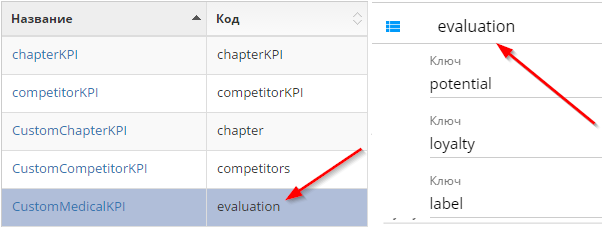 Название Код
chapterKPI chapterKPI
competitorKPI competitorKPI
CustomChapterKPI chapter
CustomCompetitorKPI competitors
CustomMedicalKPI evaluation
evaluation
Ключ
potential
Ключ
loyalty
Ключ
label